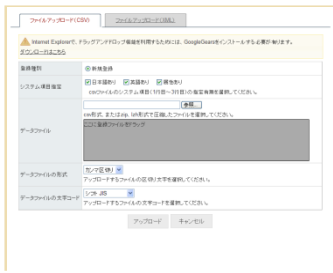 ファイルアップロード(CSV)
ファイルアップロード(XML)
Internet Explorerで、ドラッグアンドドロップ機能を利用するためには、GoogleGearsをインストールする必要が有ります。
ダウンロードはこちら
登録種別
新規登録
システム項目指定
日本語あり 英語あり 属性あり
csvファイルのシステム項目(1行目～3行目)の指定有無を選択してください。
データファイル
参照...
csv形式、またはzip、lzh形式で圧縮したファイルを選択してください。
ここに登録ファイルをドラッグ
データファイルの形式
カンマ区切り
アップロードするファイルの区切り文字を選択してください。
データファイルの文字コード
シフトJIS
アップロードするファイルの文字コードを選択してください。
アップロード
キャンセル